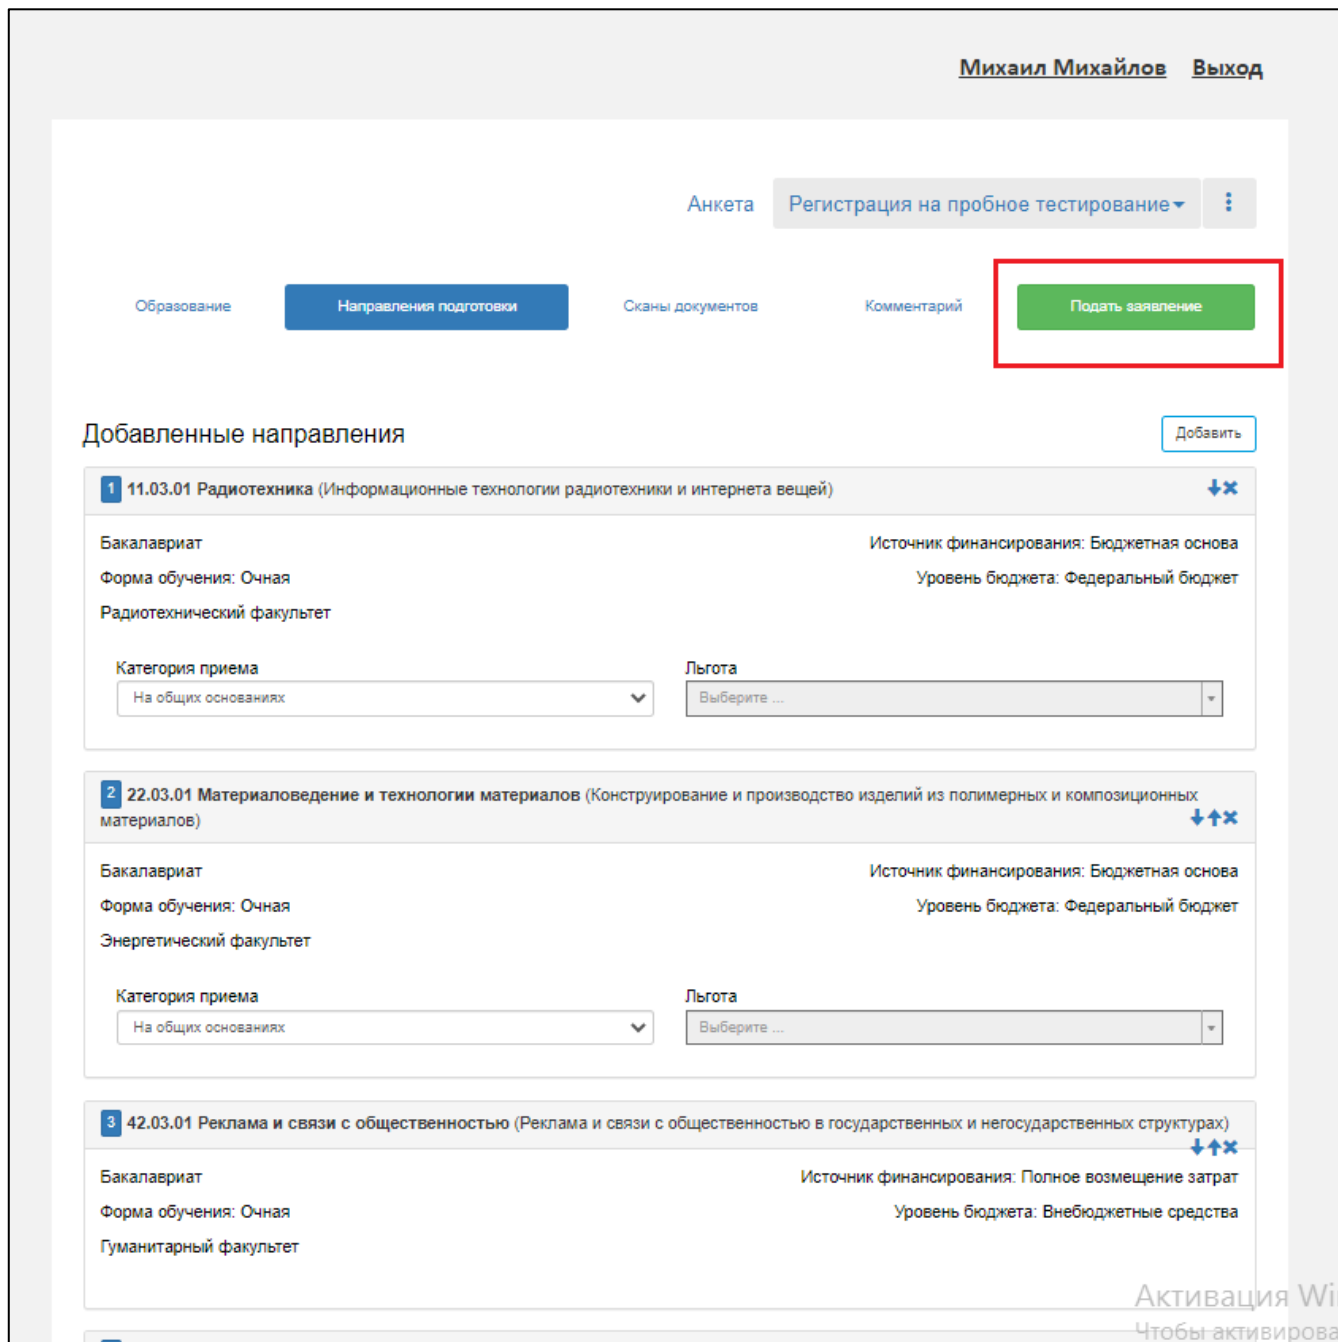 Михаил Михайлов Выход
Анкета Регистрация на пробное тестирование
Образование Направления подготовки Сканы документов Комментарий Подать заявление
Добавленные направления Добавить
1 11.03.01 Радиотехника (Информационные технологии радиотехники и интернета вещей)
Бакалавриат Источник финансирования: Бюджетная основа
Форма обучения: Очная Уровень бюджета: Федеральный бюджет
Радиотехнический факультет
Категория приема Льгота
На общих основаниях Выберите ...
2 22.03.01 Материаловедение и технологии материалов (Конструирование и производство изделий из полимерных и композиционных
материалов)
Бакалавриат Источник финансирования: Бюджетная основа
Форма обучения: Очная Уровень бюджета: Федеральный бюджет
Энергетический факультет
Категория приема Льгота
На общих основаниях Выберите ...
3 42.03.01 Реклама и связи с общественностью (Реклама и связи с общественностью в государственных и негосударственных структурах)
Бакалавриат Источник финансирования: Полное возмещение затрат
Форма обучения: Очная Уровень бюджета: Внебюджетные средства
Гуманитарный факультет
Активация Wi
Чтобы активирова